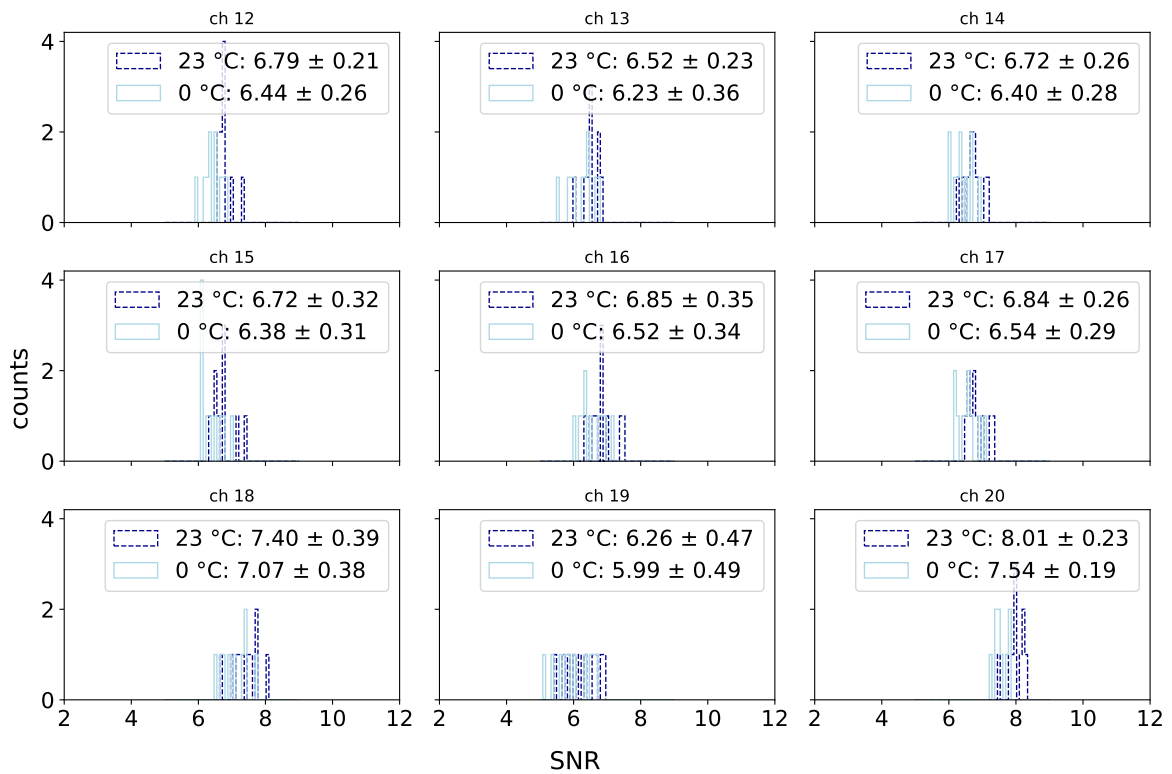 ch 12
ch 13
ch 14
23 °C: 6.79 ± 0.21
0 °C: 6.44 ± 0.26
23 °C: 6.52 ± 0.23
0 °C: 6.23 ± 0.36
23 °C: 6.72 ± 0.26
0 °C: 6.40 ± 0.28
4
2
0
ch 15
ch 16
ch 17
23 °C: 6.72 ± 0.32
0 °C: 6.38 ± 0.31
23 °C: 6.85 ± 0.35
0 °C: 6.52 ± 0.34
23 °C: 6.84 ± 0.26
0 °C: 6.54 ± 0.29
4
2
0
counts
ch 18
ch 19
ch 20
23 °C: 7.40 ± 0.39
0 °C: 7.07 ± 0.38
23 °C: 6.26 ± 0.47
0 °C: 5.99 ± 0.49
23 °C: 8.01 ± 0.23
0 °C: 7.54 ± 0.19
4
2
0
2 4 6 8 10 12
2 4 6 8 10 12
2 4 6 8 10 12
SNR